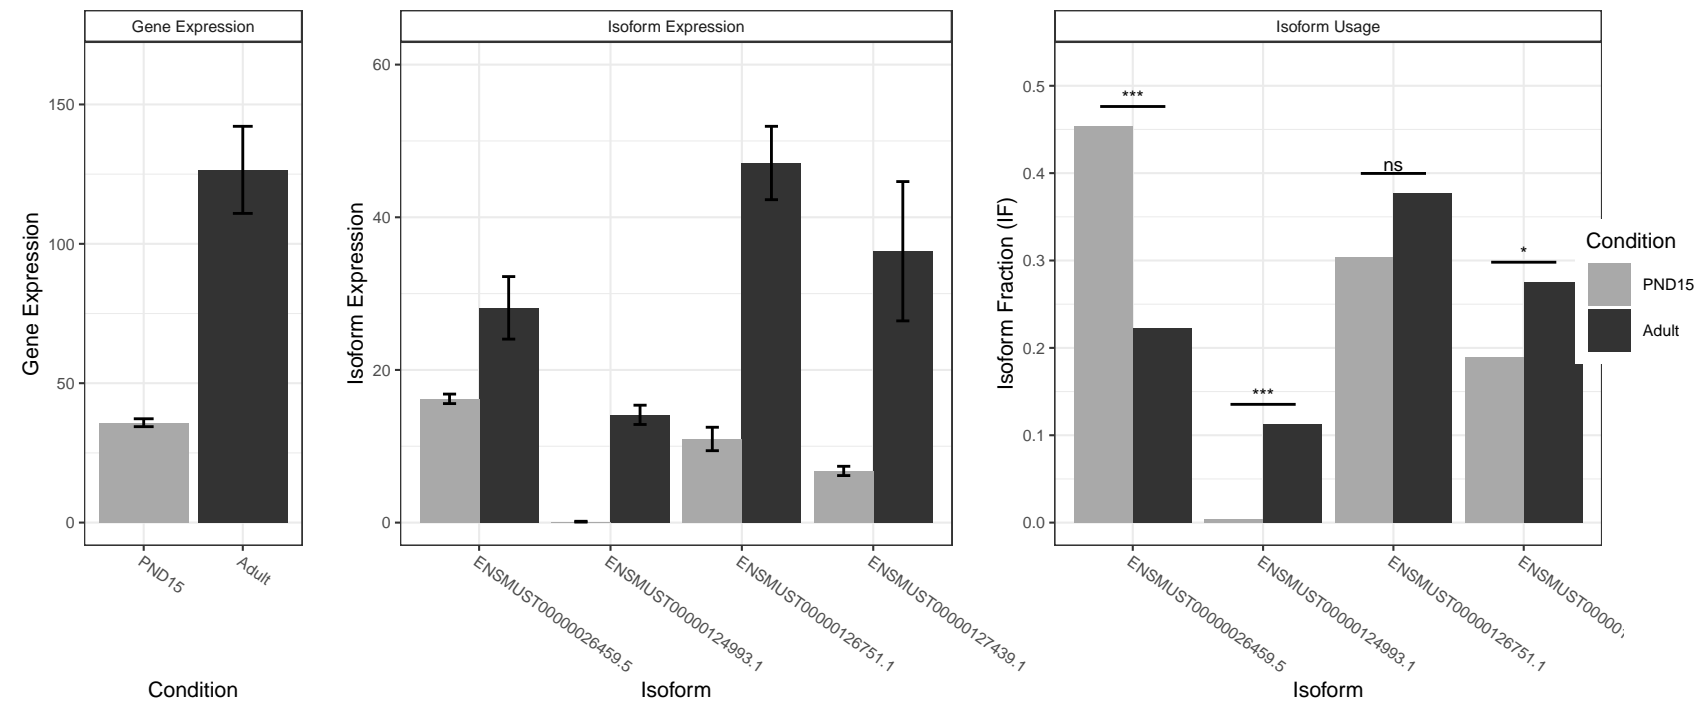 Gene Expression
Isoform Expression
Isoform Usage
Gene Expression
150
100
50
0
PND15
Adult
Condition
Isoform Expression
60
40
20
0
ENSMUST00000026459.5
ENSMUST00000124993.1
ENSMUST00000126751.1
ENSMUST00000127439.1
Isoform
Isoform Fraction (IF)
0.5
0.4
0.3
0.2
0.1
0.0
***
***
ns
*
ENSMUST00000026459.5
ENSMUST00000124993.1
ENSMUST00000126751.1
ENSMUST00000
Isoform
Condition
PND15
Adult